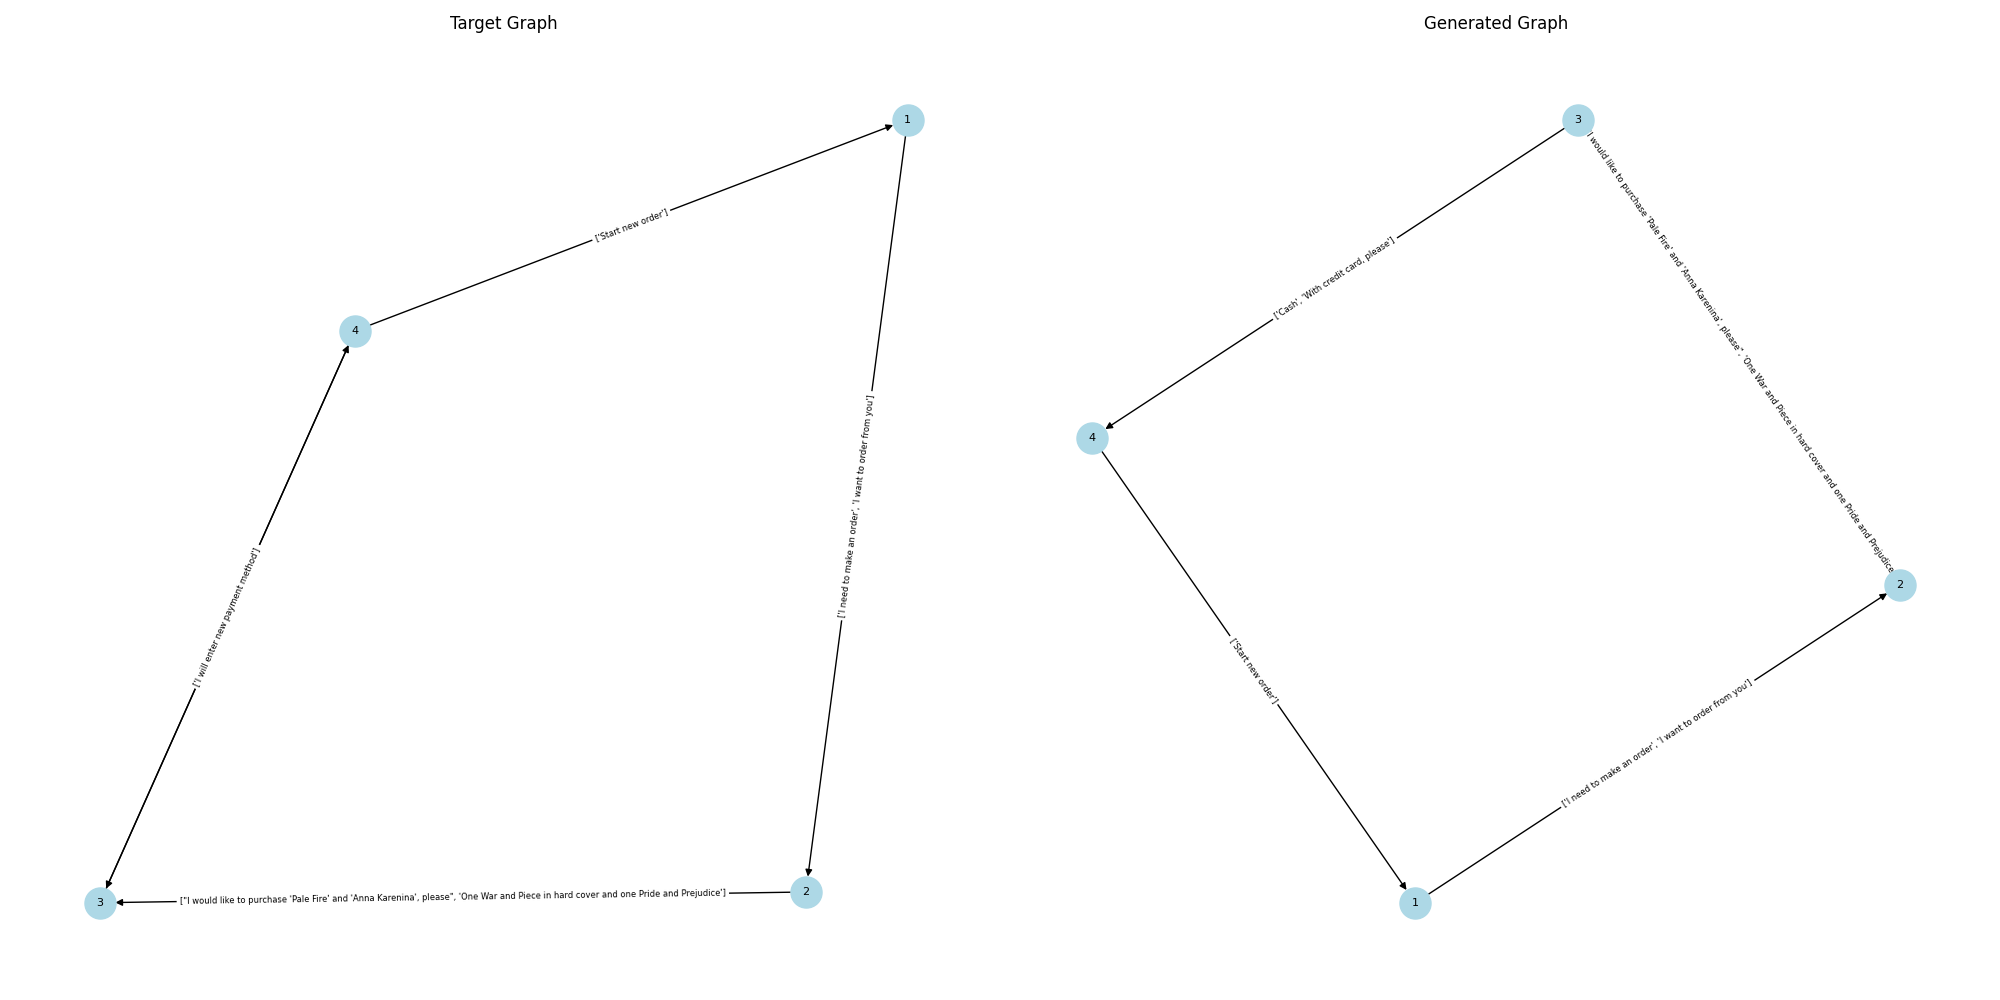 Target Graph
1
['Start new order']
4
['I need to make an order', 'I want to order from you']
['I will enter new payment method']
3
["I would like to purchase 'Pale Fire' and 'Anna Karenina', please", 'One War and Piece in hard cover and one Pride and Prejudice']
2
Generated Graph
3
I would like to purchase 'Pale Fire' and 'Anna Karenina', please", 'One War and Piece in hard cover and one Pride and Prejudice
['Cash', 'With credit card, please']
4
2
['Start new order']
['I need to make an order', 'I want to order from you']
1